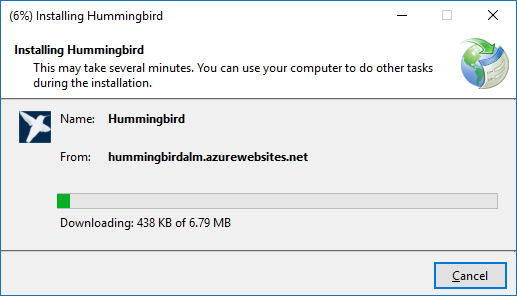 (6%) Installing Hummingbird
Installing Hummingbird
This may take several minutes. You can use your computer to do other tasks
during the installation.
Name: Hummingbird
From: hummingbirdalm.azurewebsites.net
Downloading: 438 KB of 6.79 MB
Cancel